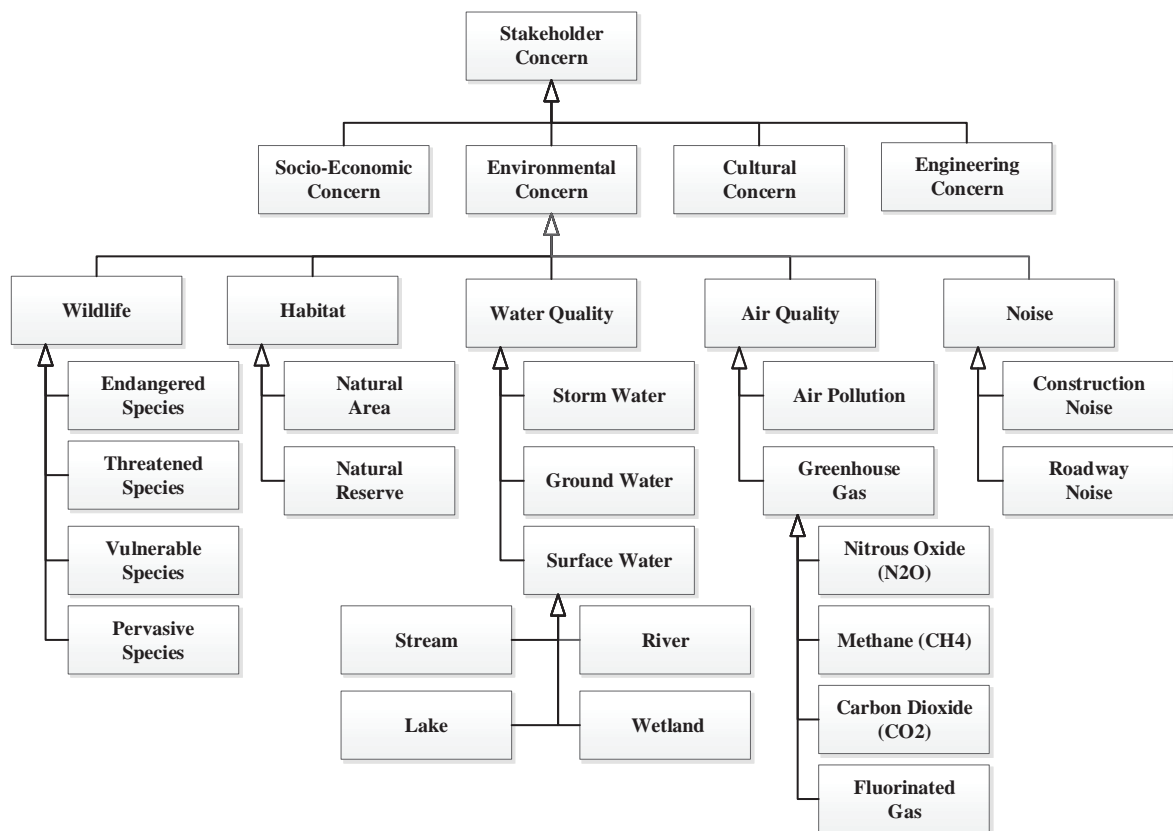 Stakeholder
Concern
Socio-Economic
Concern
Environmental
Concern
Cultural
Concern
Engineering
Concern
Wildlife
Habitat
Water Quality
Air Quality
Noise
Endangered
Species
Threatened
Species
Vulnerable
Species
Pervasive
Species
Natural
Area
Natural
Reserve
Storm Water
Ground Water
Surface Water
Stream
River
Lake
Wetland
Air Pollution
Greenhouse
Gas
Nitrous Oxide
(N2O)
Methane (CH4)
Carbon Dioxide
(CO2)
Fluorinated
Gas
Construction
Noise
Roadway
Noise